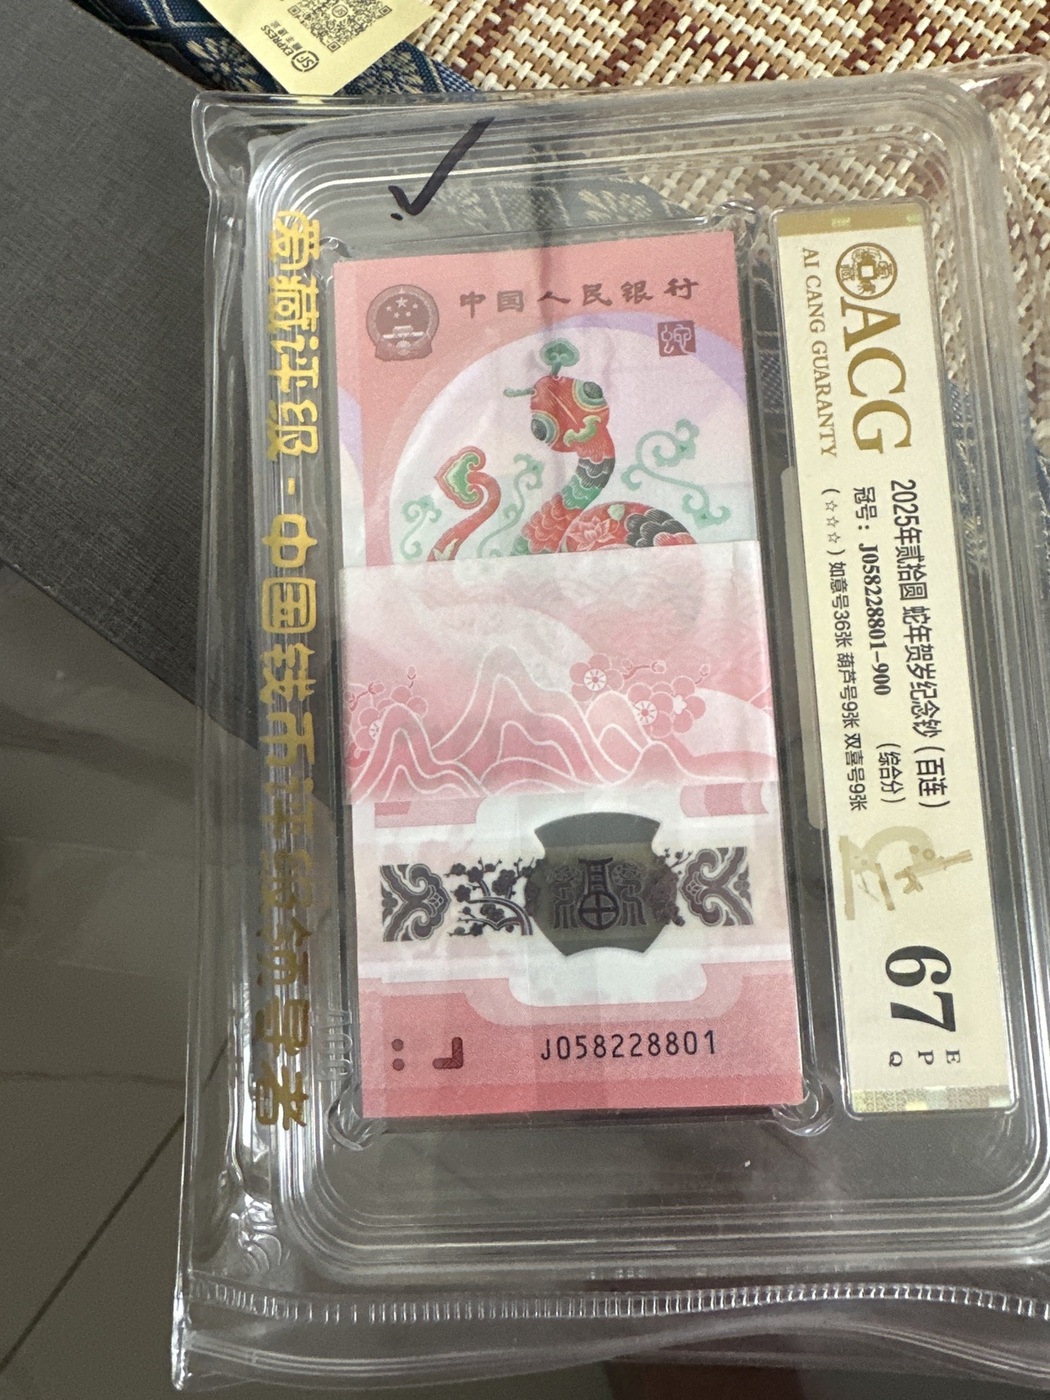 SF EXPRESS
爱藏评级 - 中国钱币评级领导者
中国人民银行
J058228801
ACG
AI CANG GUARANTY
2025年贰拾圆 蛇年贺岁纪念钞（百连）
冠号：J058228801-900 （综合分）
（☆☆☆）如意号36张 葫芦号9张 双喜号9张
67
E
P
Q